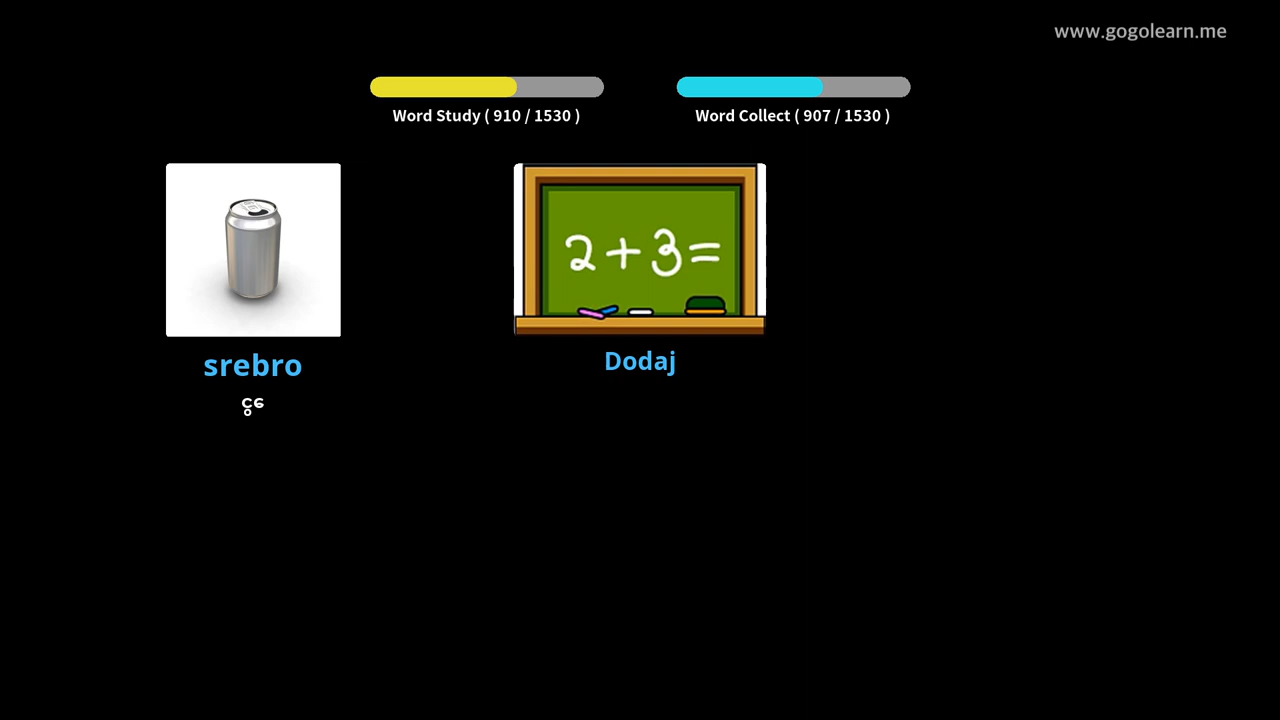 www.gogolearn.me
Word Study ( 910 / 1530 )
Word Collect ( 907 / 1530 )
2+3=
srebro
Dodaj
ငွေ